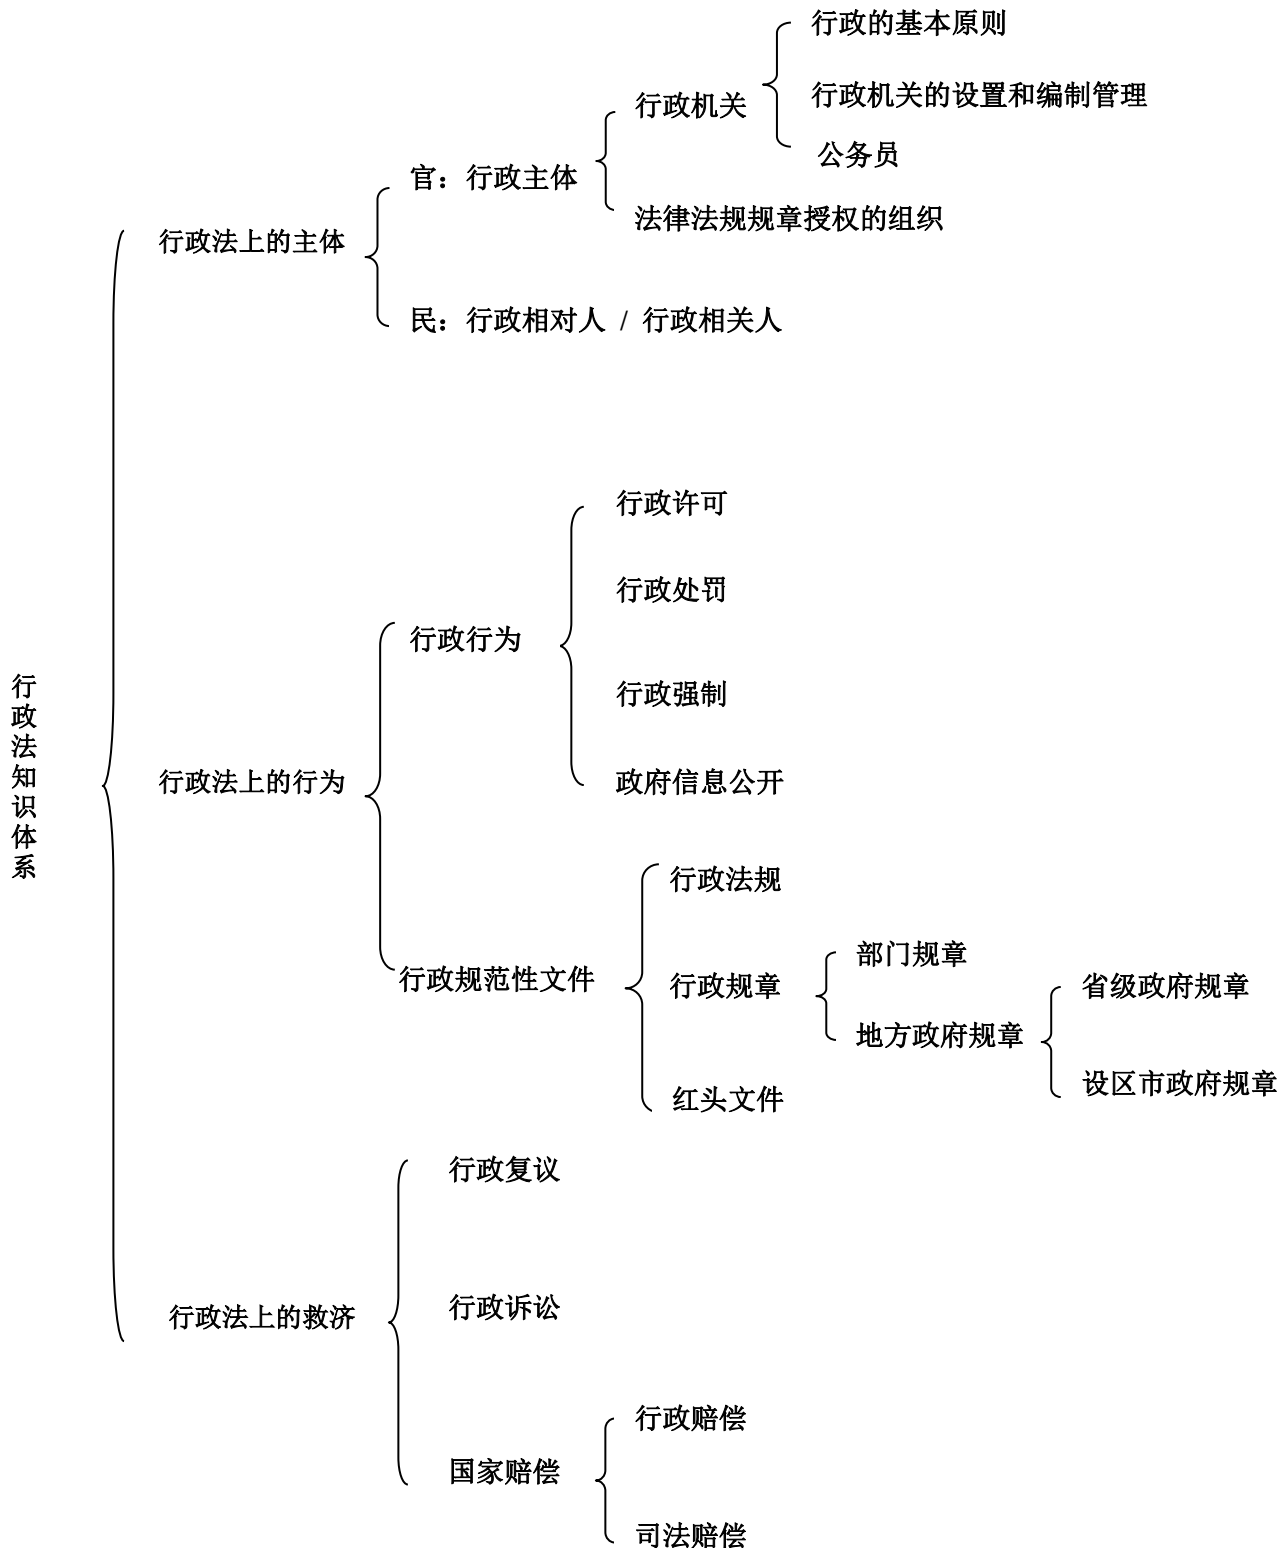 行政法知识体系
行政法上的主体
官：行政主体
行政机关
行政的基本原则
行政机关的设置和编制管理
公务员
法律法规规章授权的组织
民：行政相对人 / 行政相关人
行政法上的行为
行政行为
行政许可
行政处罚
行政强制
政府信息公开
行政规范性文件
行政法规
行政规章
部门规章
地方政府规章
省级政府规章
设区市政府规章
红头文件
行政法上的救济
行政复议
行政诉讼
国家赔偿
行政赔偿
司法赔偿